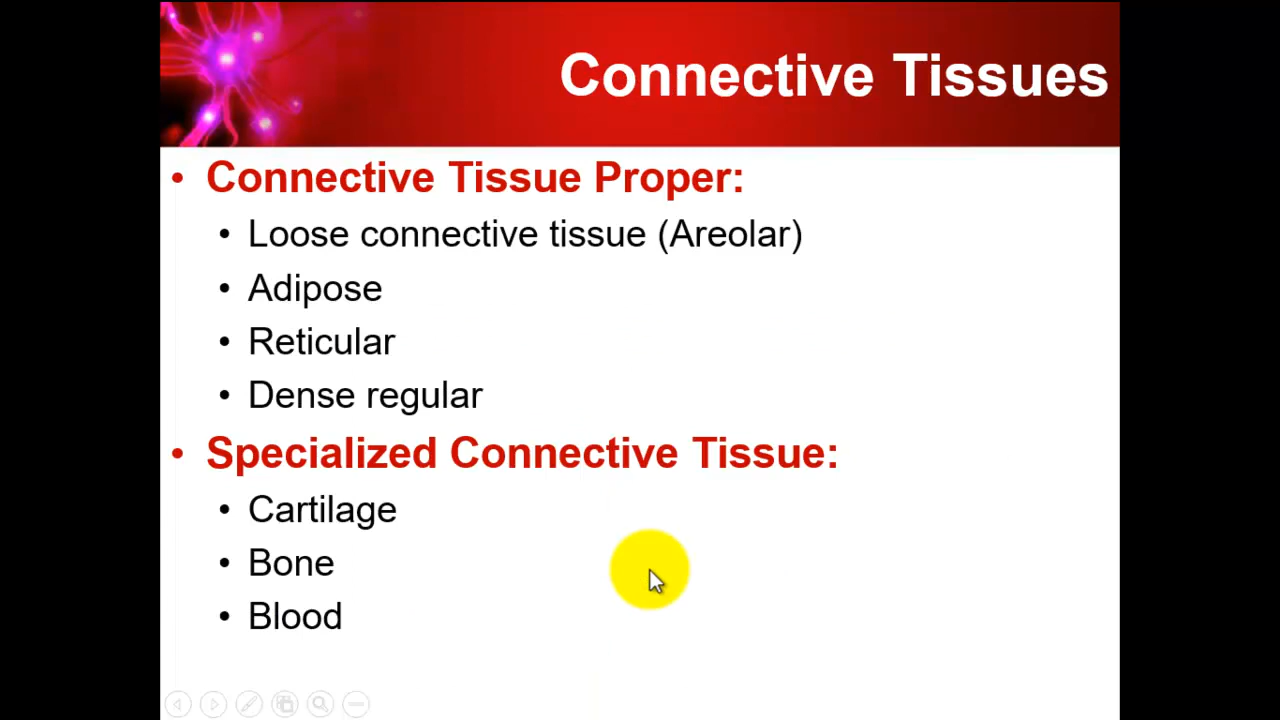 Connective Tissues
• Connective Tissue Proper:
• Loose connective tissue (Areolar)
• Adipose
• Reticular
• Dense regular
• Specialized Connective Tissue:
• Cartilage
• Bone
• Blood